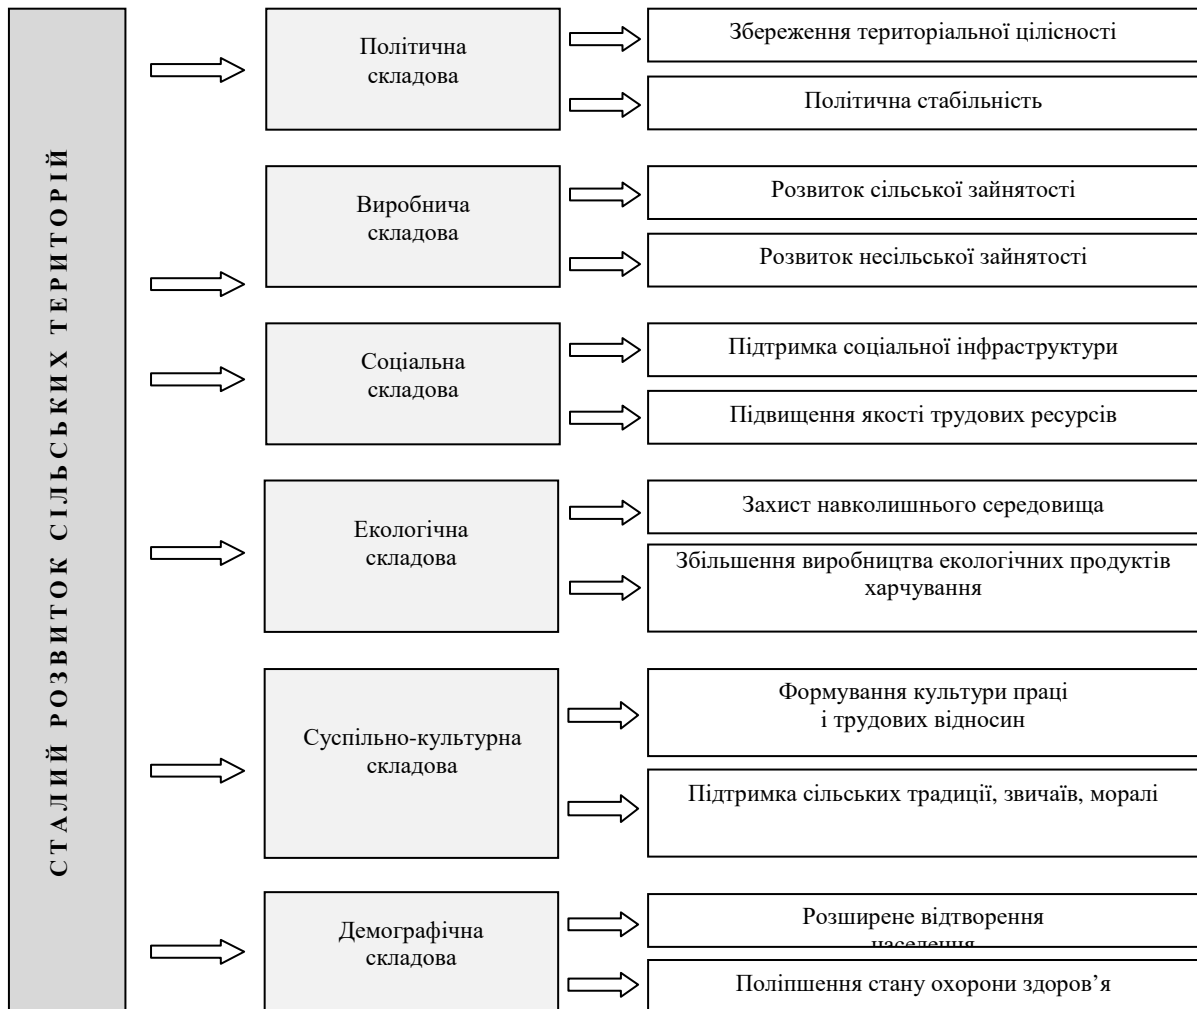 СТАЛИЙ РОЗВИТОК СІЛЬСЬКИХ ТЕРИТОРІЙ
Політична
складова
Збереження територіальної цілісності
Політична стабільність
Виробнича
складова
Розвиток сільської зайнятості
Розвиток несільської зайнятості
Соціальна
складова
Підтримка соціальної інфраструктури
Підвищення якості трудових ресурсів
Екологічна
складова
Захист навколишнього середовища
Збільшення виробництва екологічних продуктів
харчування
Суспільно-культурна
складова
Формування культури праці
і трудових відносин
Підтримка сільських традиції, звичаїв, моралі
Демографічна
складова
Розширене відтворення
населення
Поліпшення стану охорони здоров’я